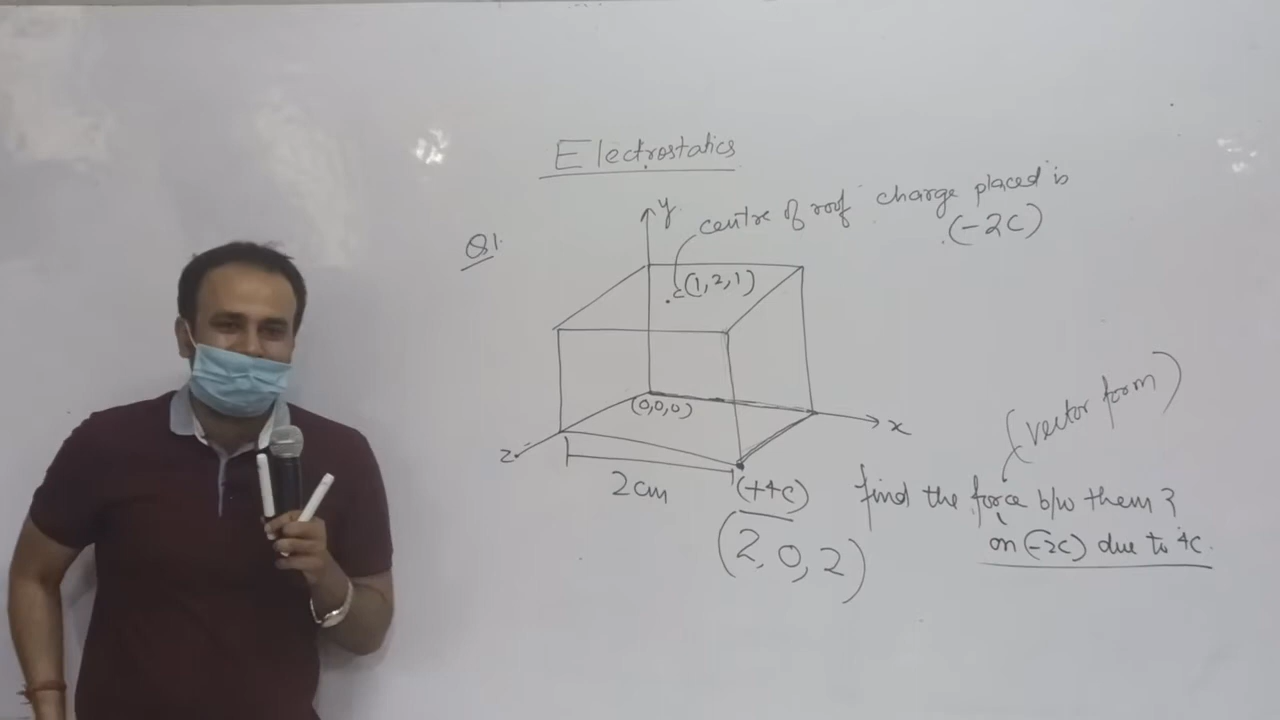 Electrostatics
Q1.
y
centre of roof charge placed is
(-2C)
C(1,2,1)
(0,0,0)
x
z
2cm
(+4C)
(2,0,2)
(vector form)
find the force b/w them ?
on (-2C) due to 4C.